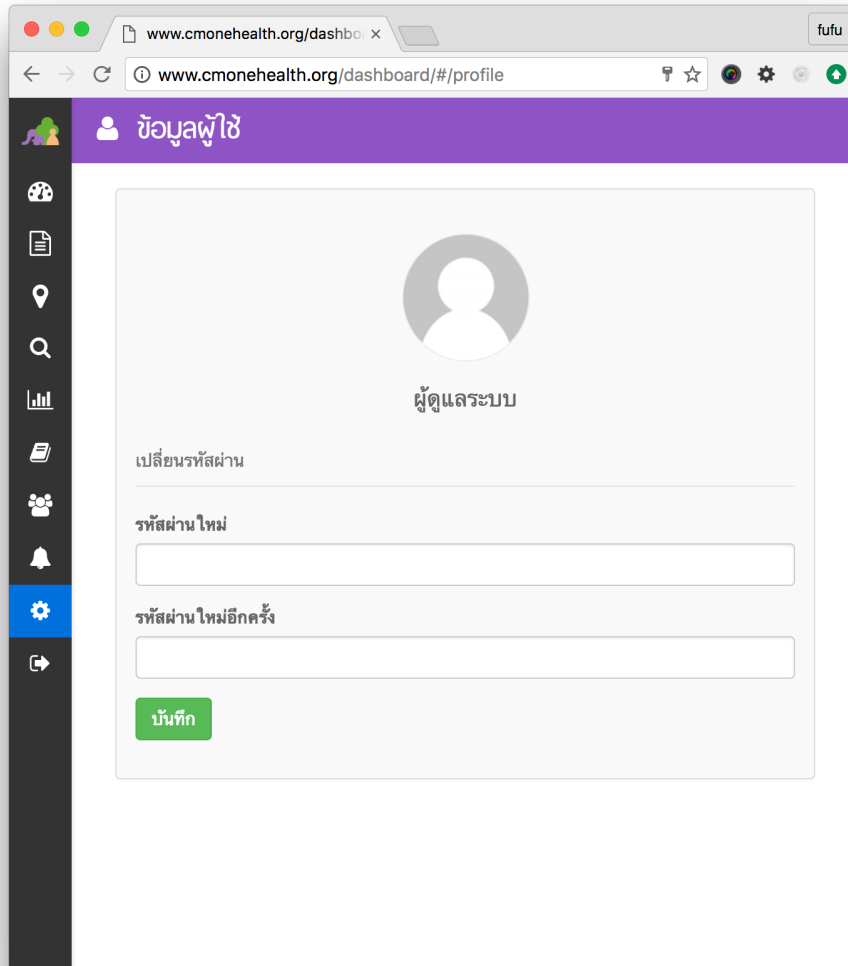 www.cmonehealth.org/dashbo
fufu
www.cmonehealth.org/dashboard/#/profile
ข้อมูลผู้ใช้
ผู้ดูแลระบบ
เปลี่ยนรหัสผ่าน
รหัสผ่านใหม่
รหัสผ่านใหม่อีกครั้ง
บันทึก